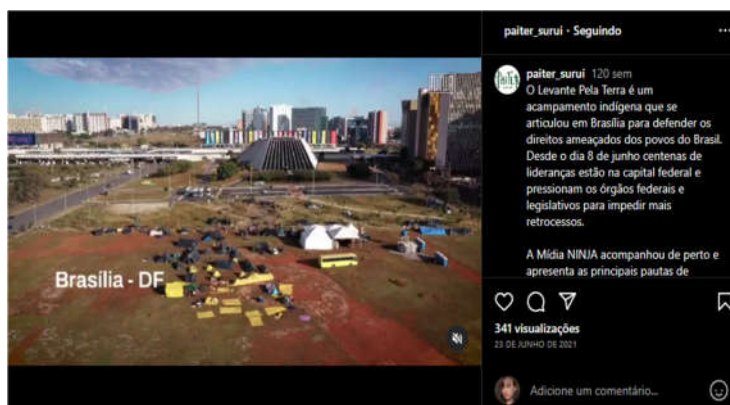 paiter_surui • Seguindo
paiter_surui 120 sem
O Levante Pela Terra é um
acampamento indígena que se
articulou em Brasília para defender os
direitos ameaçados dos povos do Brasil.
Desde o dia 8 de junho centenas de
lideranças estão na capital federal e
pressionam os órgãos federais e
legislativos para impedir mais
retrocessos.
A Mídia NINJA acompanhou de perto e
apresenta as principais pautas de
Brasília - DF
341 visualizações
23 DE JUNHO DE 2021
Adicione um comentário...